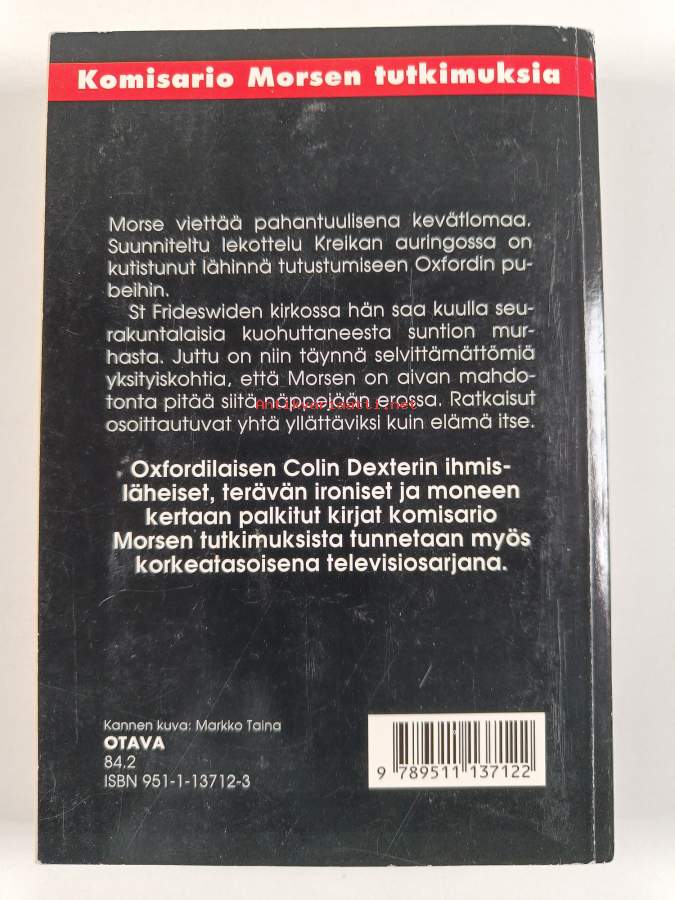 Komisario Morsen tutkimuksia
Morse viettää pahantuulisena kevätlomaa.
Suunniteltu lekottelu Kreikan auringossa on
kutistunut lähinnä tutustumiseen Oxfordin pu-
beihin.
St Frideswiden kirkossa hän saa kuulla seu-
rakuntalaisia kuohuttaneesta suntion mur-
hasta. Juttu on niin täynnä selvittämättömiä
yksityiskohtia, että Morsen on aivan mahdo-
tonta pitää siitä näppejään erossa. Ratkaisut
Antikvariaatti.net
osoittautuvat yhtä yllättäviksi kuin elämä itse.
Oxfordilaisen Colin Dexterin ihmis-
läheiset, terävän ironiset ja moneen
kertaan palkitut kirjat komisario
Morsen tutkimuksista tunnetaan myös
korkeatasoisena televisiosarjana.
Kannen kuva: Markko Taina
OTAVA
84.2
ISBN 951-1-13712-3
9 789511 137122